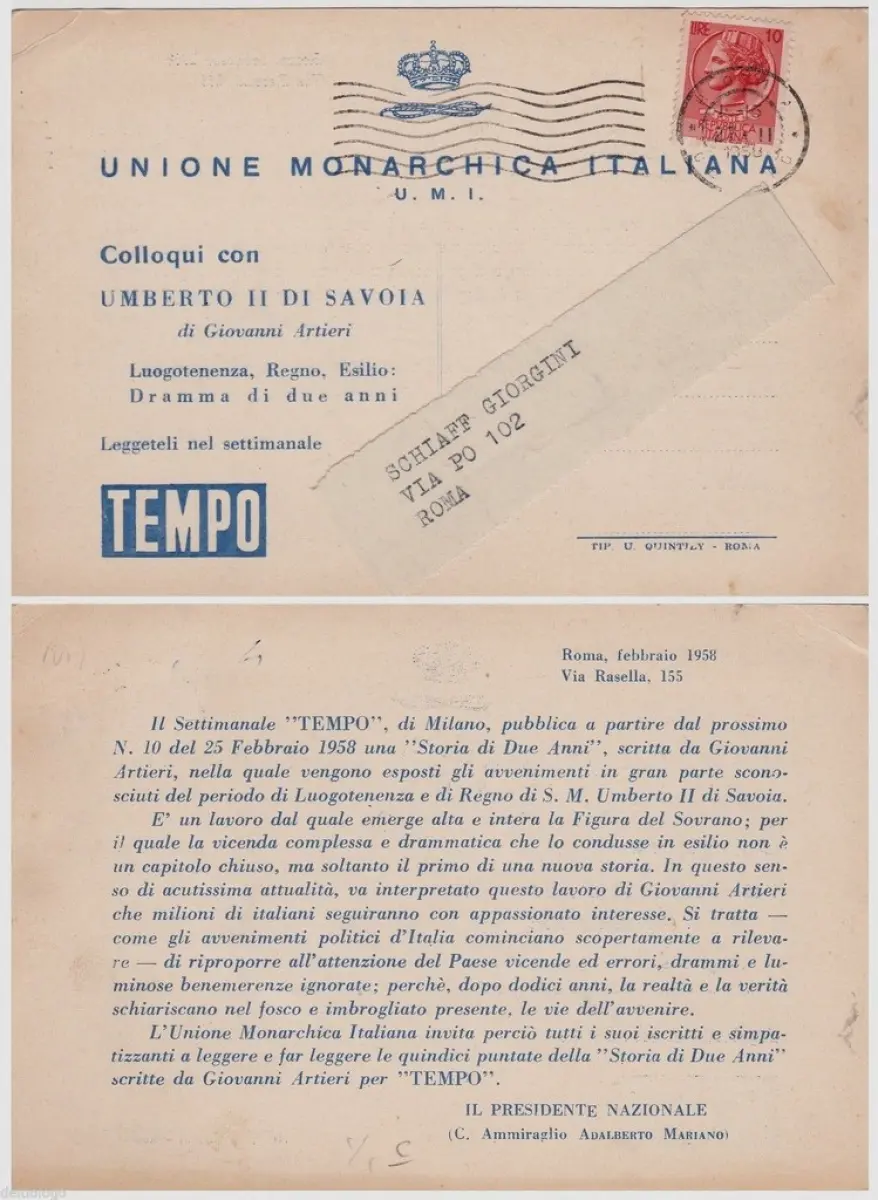 LIRE 10
REPUBBLICA
ITALIANA
UNIONE MONARCHICA ITALIANA
U. M. I.
Colloqui con
UMBERTO II DI SAVOIA
di Giovanni Artieri
Luogotenenza, Regno, Esilio:
Dramma di due anni
Leggeteli nel settimanale
TEMPO
SCHIAFF GIORGINI
VIA PO 102
ROMA
TIP. U. QUINTILY - ROMA
Roma, febbraio 1958
Via Rasella, 155
Il Settimanale "TEMPO", di Milano, pubblica a partire dal prossimo
N. 10 del 25 Febbraio 1958 una "Storia di Due Anni", scritta da Giovanni
Artieri, nella quale vengono esposti gli avvenimenti in gran parte scono-
sciuti del periodo di Luogotenenza e di Regno di S. M. Umberto II di Savoia.
E' un lavoro dal quale emerge alta e intera la Figura del Sovrano; per
il quale la vicenda complessa e drammatica che lo condusse in esilio non è
un capitolo chiuso, ma soltanto il primo di una nuova storia. In questo sen-
so di acutissima attualità, va interpretato questo lavoro di Giovanni Artieri
che milioni di italiani seguiranno con appassionato interesse. Si tratta —
come gli avvenimenti politici d'Italia cominciano scopertamente a rileva-
re — di riproporre all'attenzione del Paese vicende ed errori, drammi e lu-
minose benemerenze ignorate; perchè, dopo dodici anni, la realtà e la verità
schiariscano nel fosco e imbrogliato presente, le vie dell'avvenire.
L'Unione Monarchica Italiana invita perciò tutti i suoi iscritti e simpa-
tizzanti a leggere e far leggere le quindici puntate della "Storia di Due Anni"
scritte da Giovanni Artieri per "TEMPO".
IL PRESIDENTE NAZIONALE
(C. Ammiraglio ADALBERTO MARIANO)
delublogo